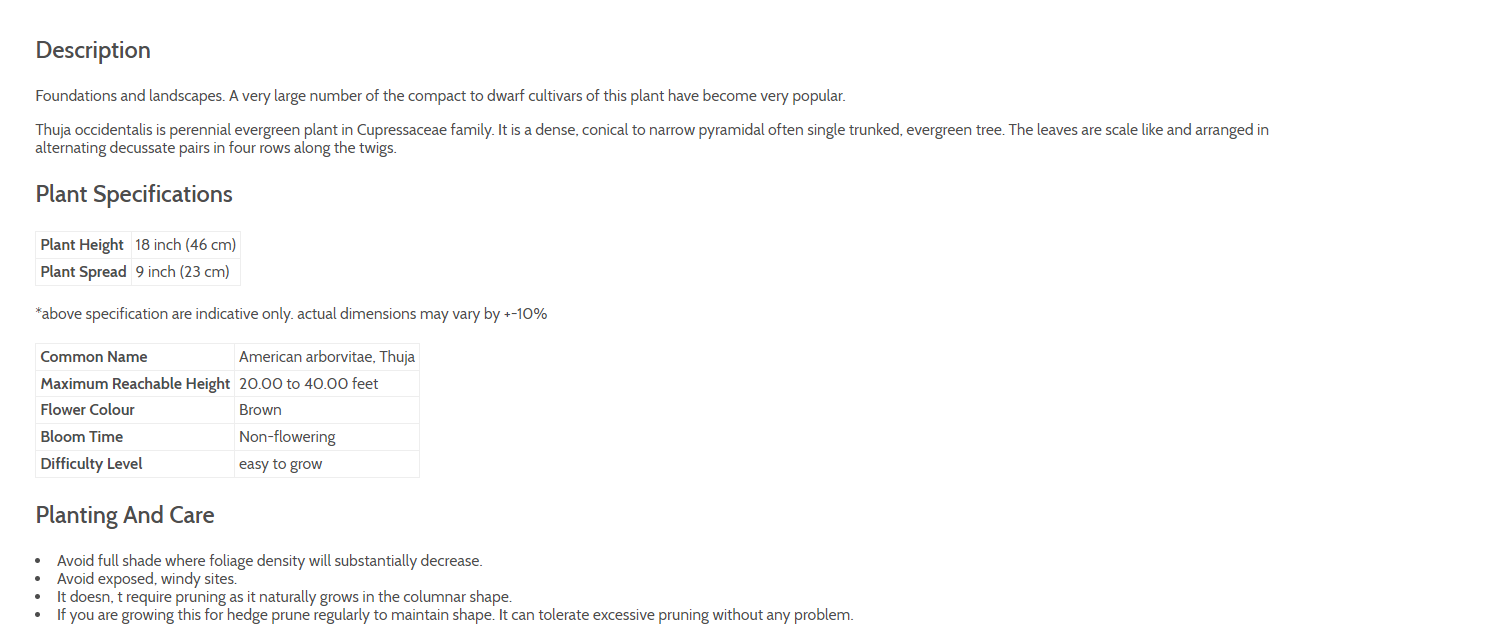 Description
Foundations and landscapes. A very large number of the compact to dwarf cultivars of this plant have become very popular.
Thuja occidentalis is perennial evergreen plant in Cupressaceae family. It is a dense, conical to narrow pyramidal often single trunked, evergreen tree. The leaves are scale like and arranged in
alternating decussate pairs in four rows along the twigs.
Plant Specifications
Plant Height 18 inch (46 cm)
Plant Spread 9 inch (23 cm)
*above specification are indicative only. actual dimensions may vary by +-10%
Common Name American arborvitae, Thuja
Maximum Reachable Height 20.00 to 40.00 feet
Flower Colour Brown
Bloom Time Non-flowering
Difficulty Level easy to grow
Planting And Care
• Avoid full shade where foliage density will substantially decrease.
• Avoid exposed, windy sites.
• It doesn, t require pruning as it naturally grows in the columnar shape.
• If you are growing this for hedge prune regularly to maintain shape. It can tolerate excessive pruning without any problem.